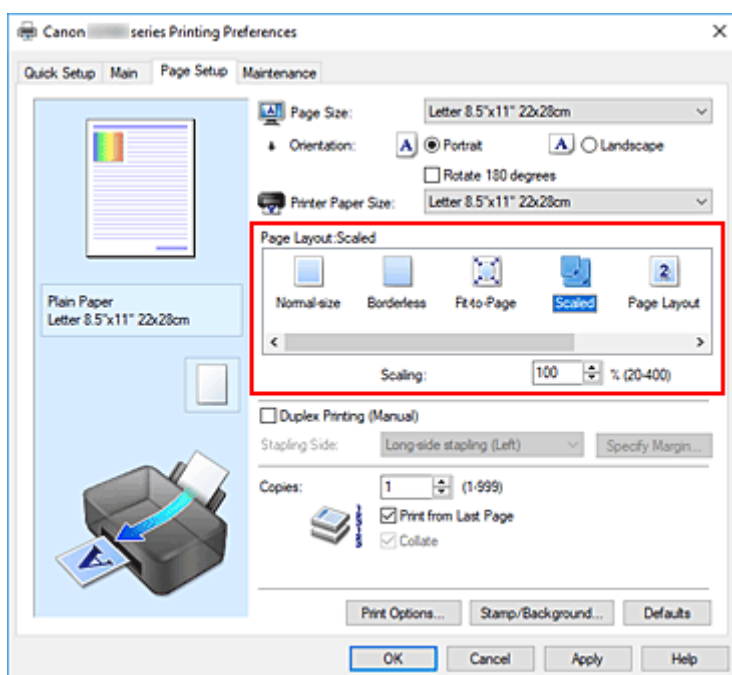 Canon series Printing Preferences
Quick Setup Main Page Setup Maintenance
Page Size: Letter 8.5"x11" 22x28cm
Orientation: A Portrait A Landscape
Rotate 180 degrees
Printer Paper Size: Letter 8.5"x11" 22x28cm
Page Layout:Scaled
2
Normal-size Borderless Fit-to-Page Scaled Page Layout
Scaling: 100 % (20-400)
Plain Paper
Letter 8.5"x11" 22x28cm
Duplex Printing (Manual)
Stapling Side: Long-side stapling (Left) Specify Margin...
Copies: 1 (1-999)
Print from Last Page
Collate
A
Print Options... Stamp/Background... Defaults
OK Cancel Apply Help